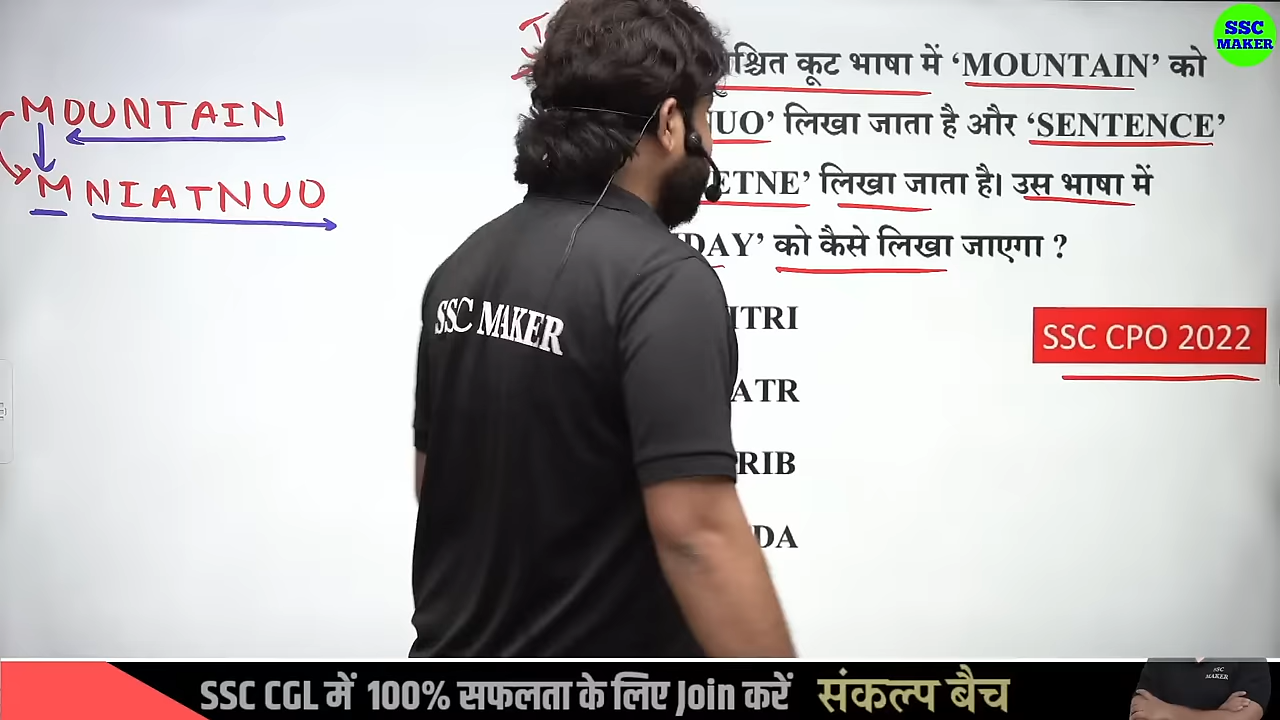 SSC
MAKER
श्चित कूट भाषा में ‘MOUNTAIN’ को
UO’ लिखा जाता है और ‘SENTENCE’
ETNE’ लिखा जाता है। उस भाषा में
DAY’ को कैसे लिखा जाएगा ?
MOUNTAIN
MNIATNUO
SSC MAKER
ITRI
ATR
RIB
DA
SSC CPO 2022
SSC CGL में 100% सफलता के लिए Join करें संकल्प बैच
SSC
MAKER